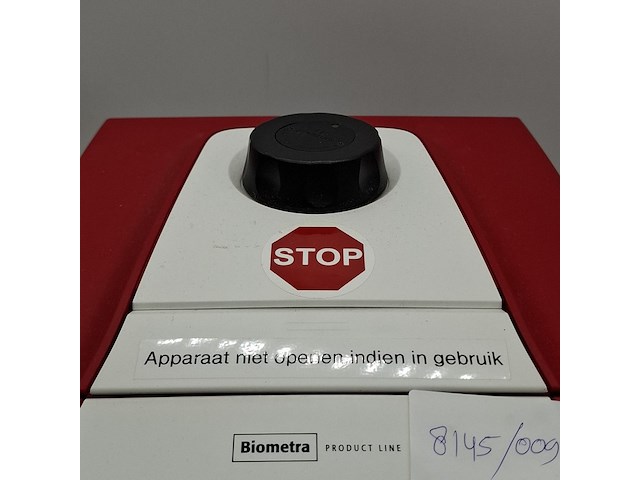 STOP
Apparaat niet openen indien in gebruik
Biometra PRODUCT LINE
8145/009